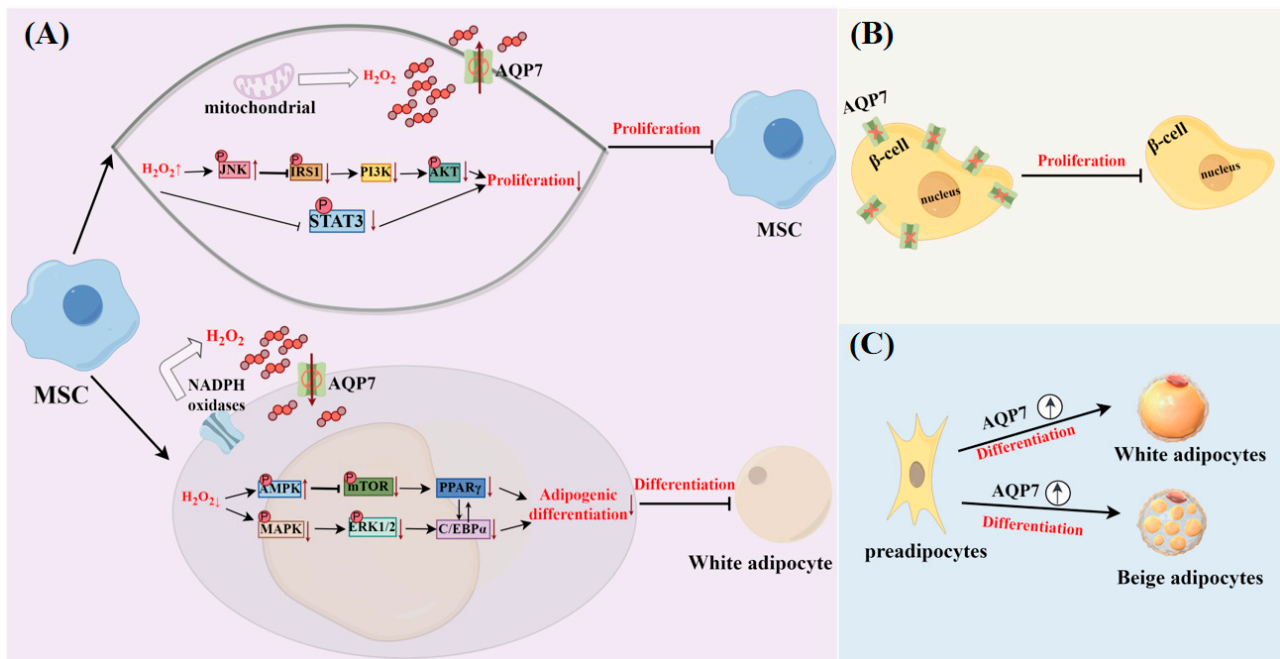 (A)
mitochondrial
H₂O₂
AQP7
H₂O₂↑
P
JNK↑
P
IRS1↓
PI3K↓
P
AKT↓
Proliferation↓
P
STAT3↓
Proliferation
MSC
MSC
H₂O₂
NADPH
oxidases
AQP7
H₂O₂↓
P
AMPK↑
P
mTOR↓
PPARγ↓
P
MAPK↓
P
ERK1/2↓
C/EBPα↓
Adipogenic
differentiation↓
Differentiation
White adipocyte
(B)
AQP7
β-cell
nucleus
Proliferation
β-cell
nucleus
(C)
preadipocytes
AQP7 ↑
Differentiation
White adipocytes
AQP7 ↑
Differentiation
Beige adipocytes